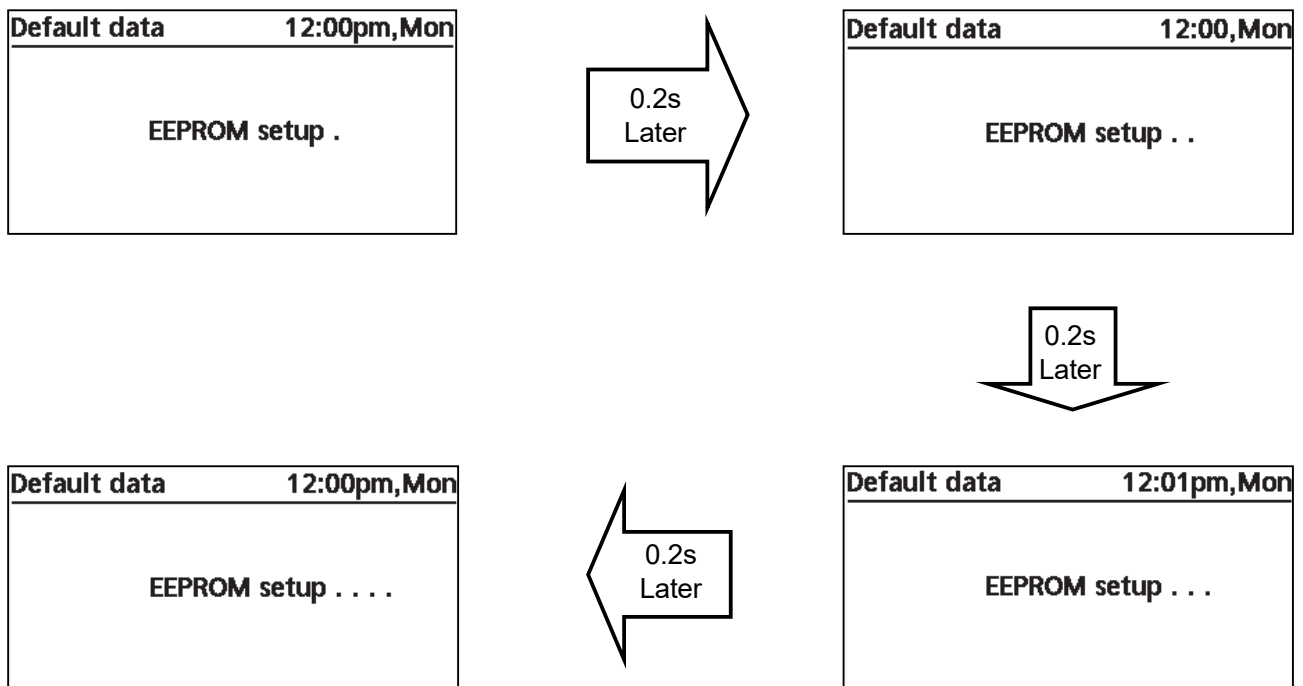 Default data 12:00pm,Mon
EEPROM setup .
0.2s
Later
Default data 12:00,Mon
EEPROM setup . .
0.2s
Later
Default data 12:01pm,Mon
EEPROM setup . . .
0.2s
Later
Default data 12:00pm,Mon
EEPROM setup . . . .